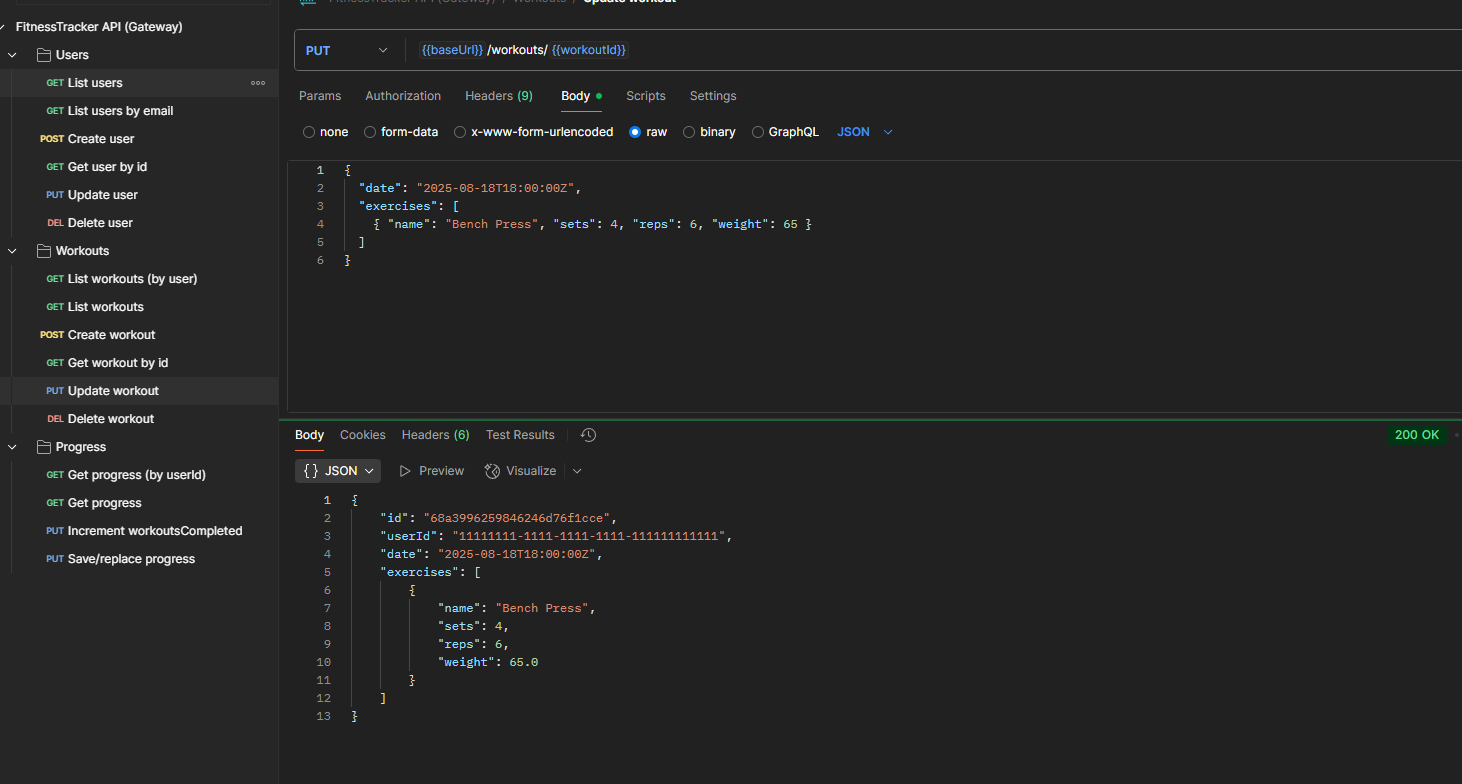 FitnessTracker API (Gateway) / Workouts / Update workout
FitnessTracker API (Gateway)
Users
GET List users
GET List users by email
POST Create user
GET Get user by id
PUT Update user
DEL Delete user
Workouts
GET List workouts (by user)
GET List workouts
POST Create workout
GET Get workout by id
PUT Update workout
DEL Delete workout
Progress
GET Get progress (by userId)
GET Get progress
PUT Increment workoutsCompleted
PUT Save/replace progress
PUT {{baseUrl}} /workouts/ {{workoutId}}
Params Authorization Headers (9) Body Scripts Settings
none form-data x-www-form-urlencoded raw binary GraphQL JSON
1 {
2 "date": "2025-08-18T18:00:00Z",
3 "exercises": [
4 { "name": "Bench Press", "sets": 4, "reps": 6, "weight": 65 }
5 ]
6 }
Body Cookies Headers (6) Test Results 200 OK
{} JSON Preview Visualize
1 {
2 "id": "68a3996259846246d76f1cce",
3 "userId": "11111111-1111-1111-1111-111111111111",
4 "date": "2025-08-18T18:00:00Z",
5 "exercises": [
6 {
7 "name": "Bench Press",
8 "sets": 4,
9 "reps": 6,
10 "weight": 65.0
11 }
12 ]
13 }